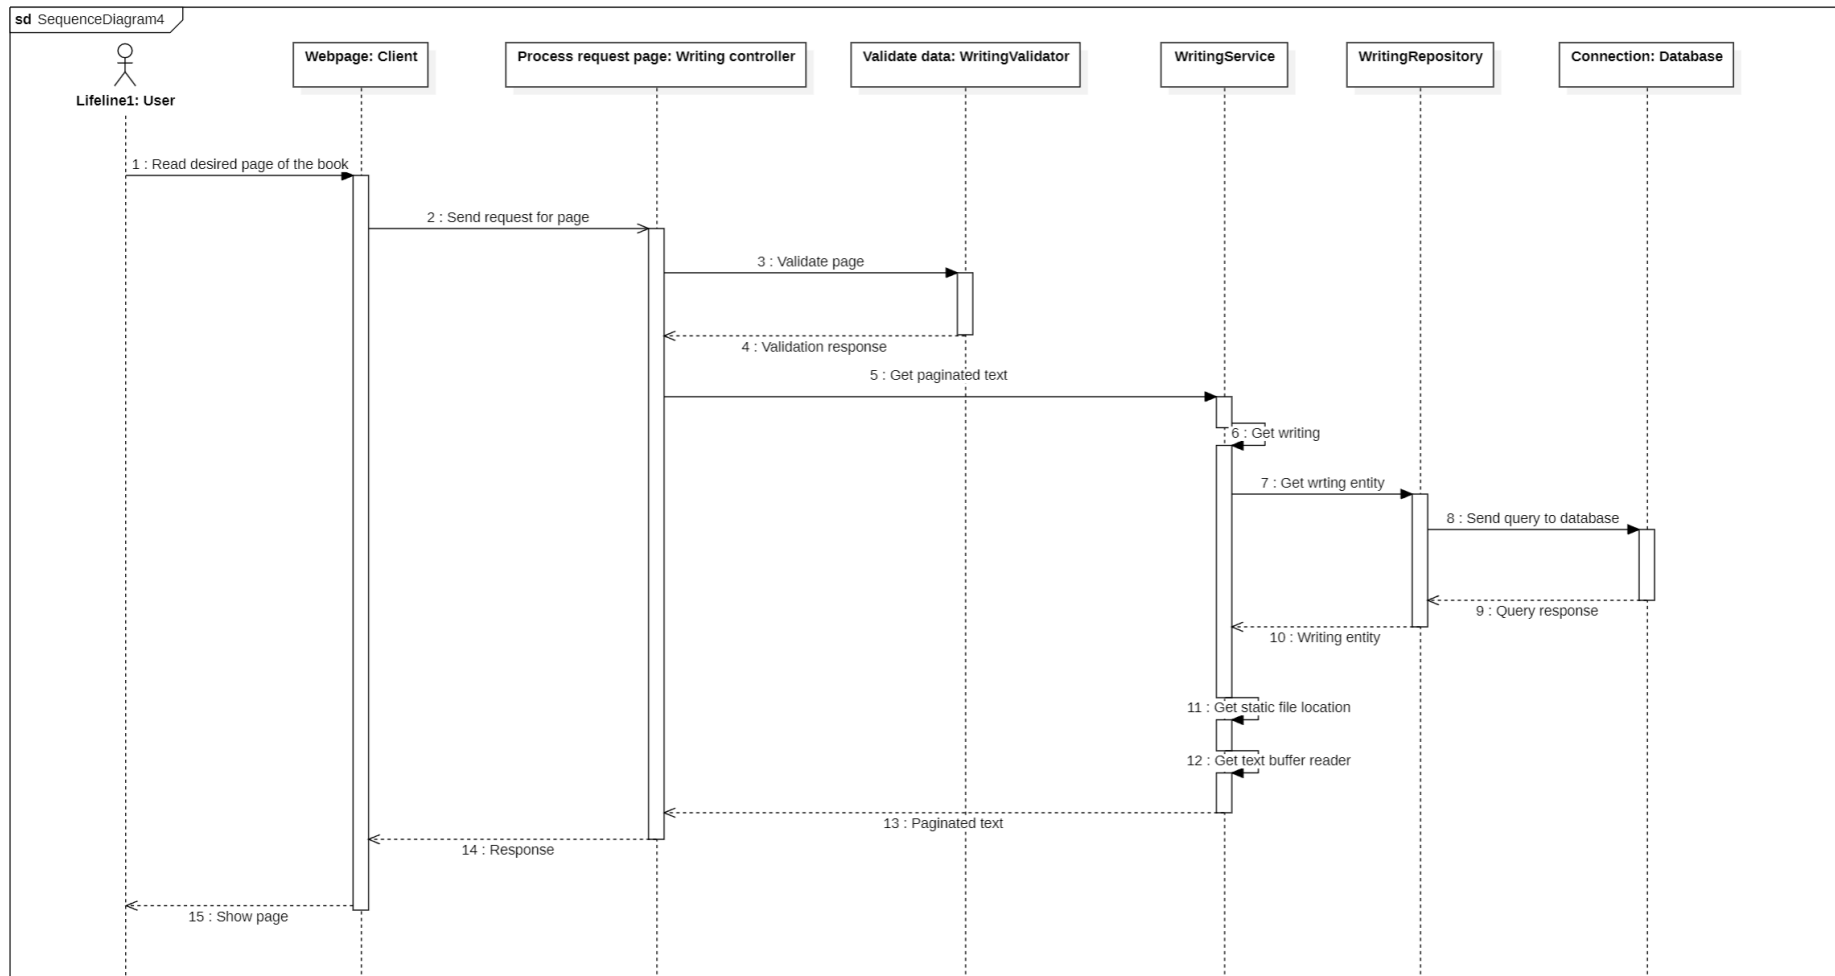 sd SequenceDiagram4
Webpage: Client
Process request page: Writing controller
Validate data: WritingValidator
WritingService
WritingRepository
Connection: Database
Lifeline1: User
1 : Read desired page of the book
2 : Send request for page
3 : Validate page
4 : Validation response
5 : Get paginated text
6 : Get writing
7 : Get wrting entity
8 : Send query to database
9 : Query response
10 : Writing entity
11 : Get static file location
12 : Get text buffer reader
13 : Paginated text
14 : Response
15 : Show page